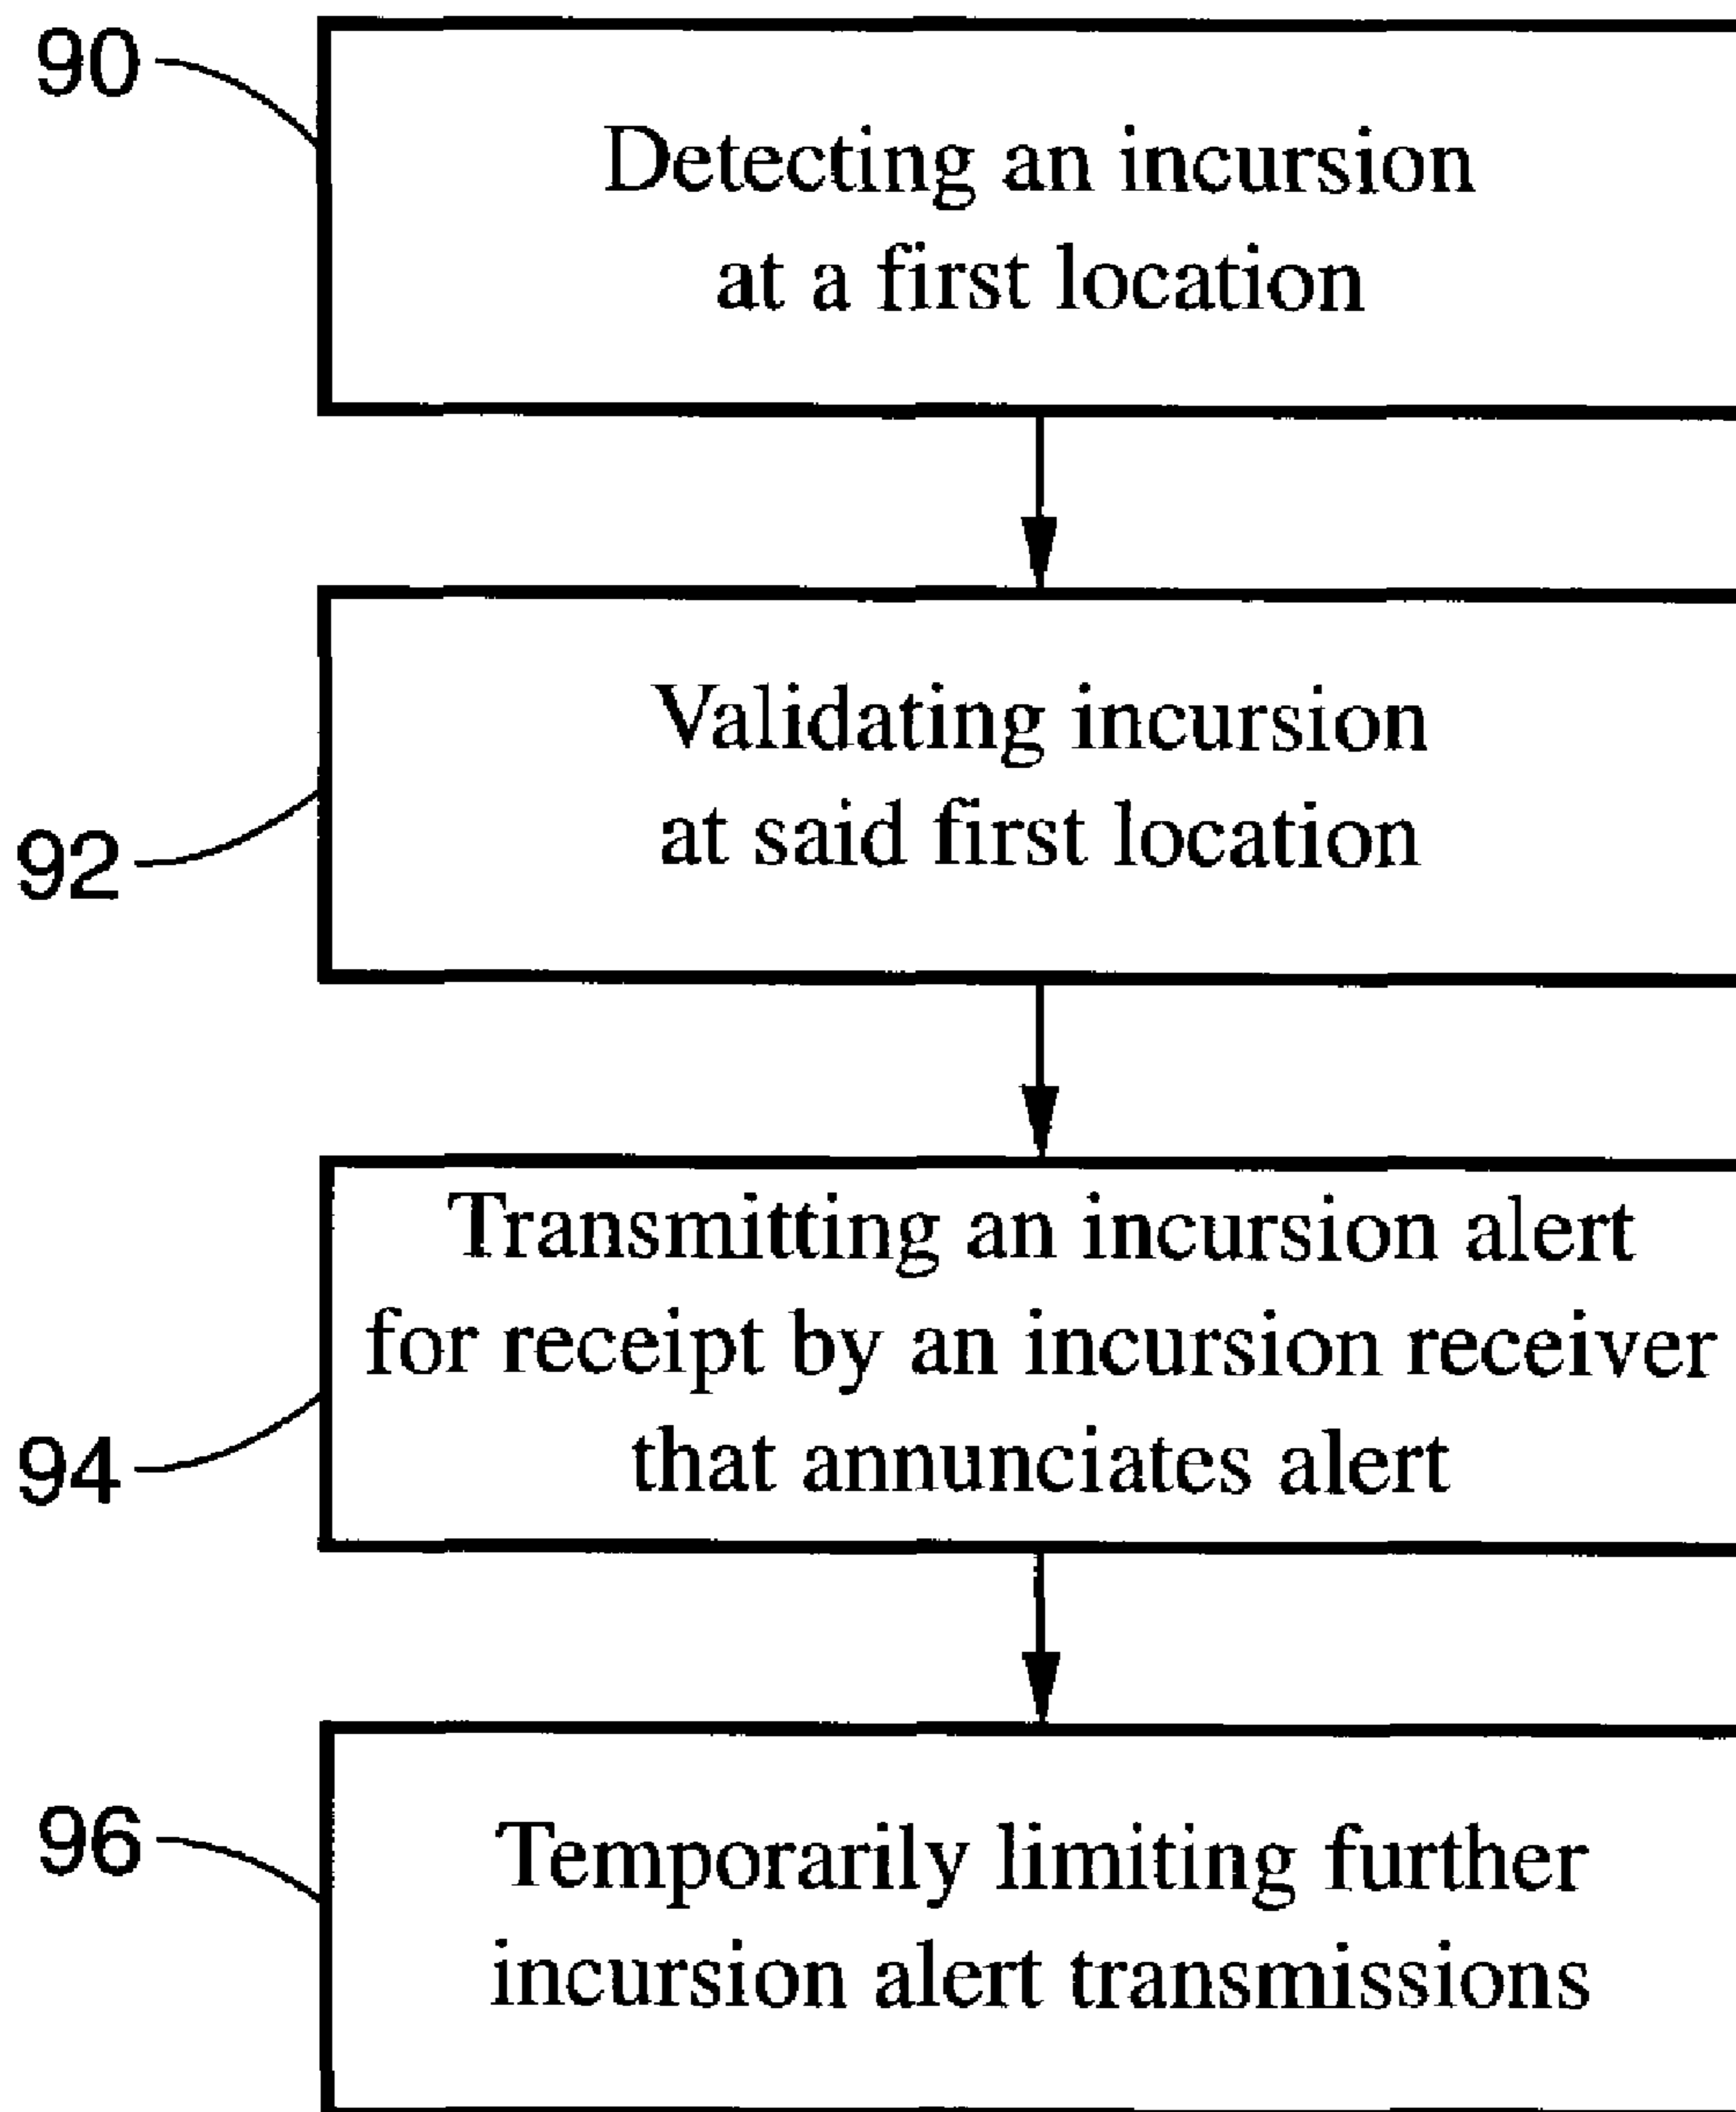 90
Detecting an incursion
at a first location
Validating incursion
at said first location
92
Transmitting an incursion alert
for receipt by an incursion receiver
that annunciates alert
94
96
Temporarily limiting further
incursion alert transmissions